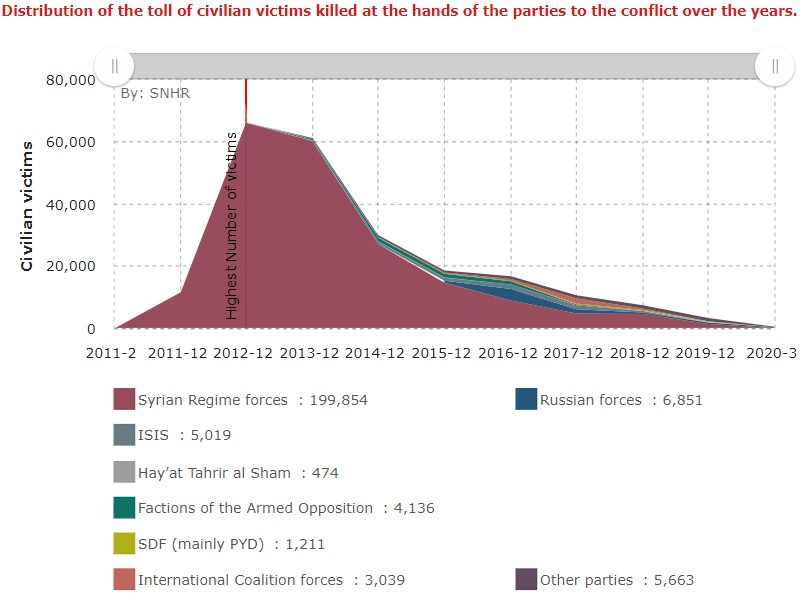 Distribution of the toll of civilian victims killed at the hands of the parties to the conflict over the years.
80,000
By: SNHR
60,000
40,000
20,000
0
Civilian victims
Highest Number of victims
2011-2 2011-12 2012-12 2013-12 2014-12 2015-12 2016-12 2017-12 2018-12 2019-12 2020-3
Syrian Regime forces : 199,854 Russian forces : 6,851
ISIS : 5,019
Hay’at Tahrir al Sham : 474
Factions of the Armed Opposition : 4,136
SDF (mainly PYD) : 1,211
International Coalition forces : 3,039 Other parties : 5,663